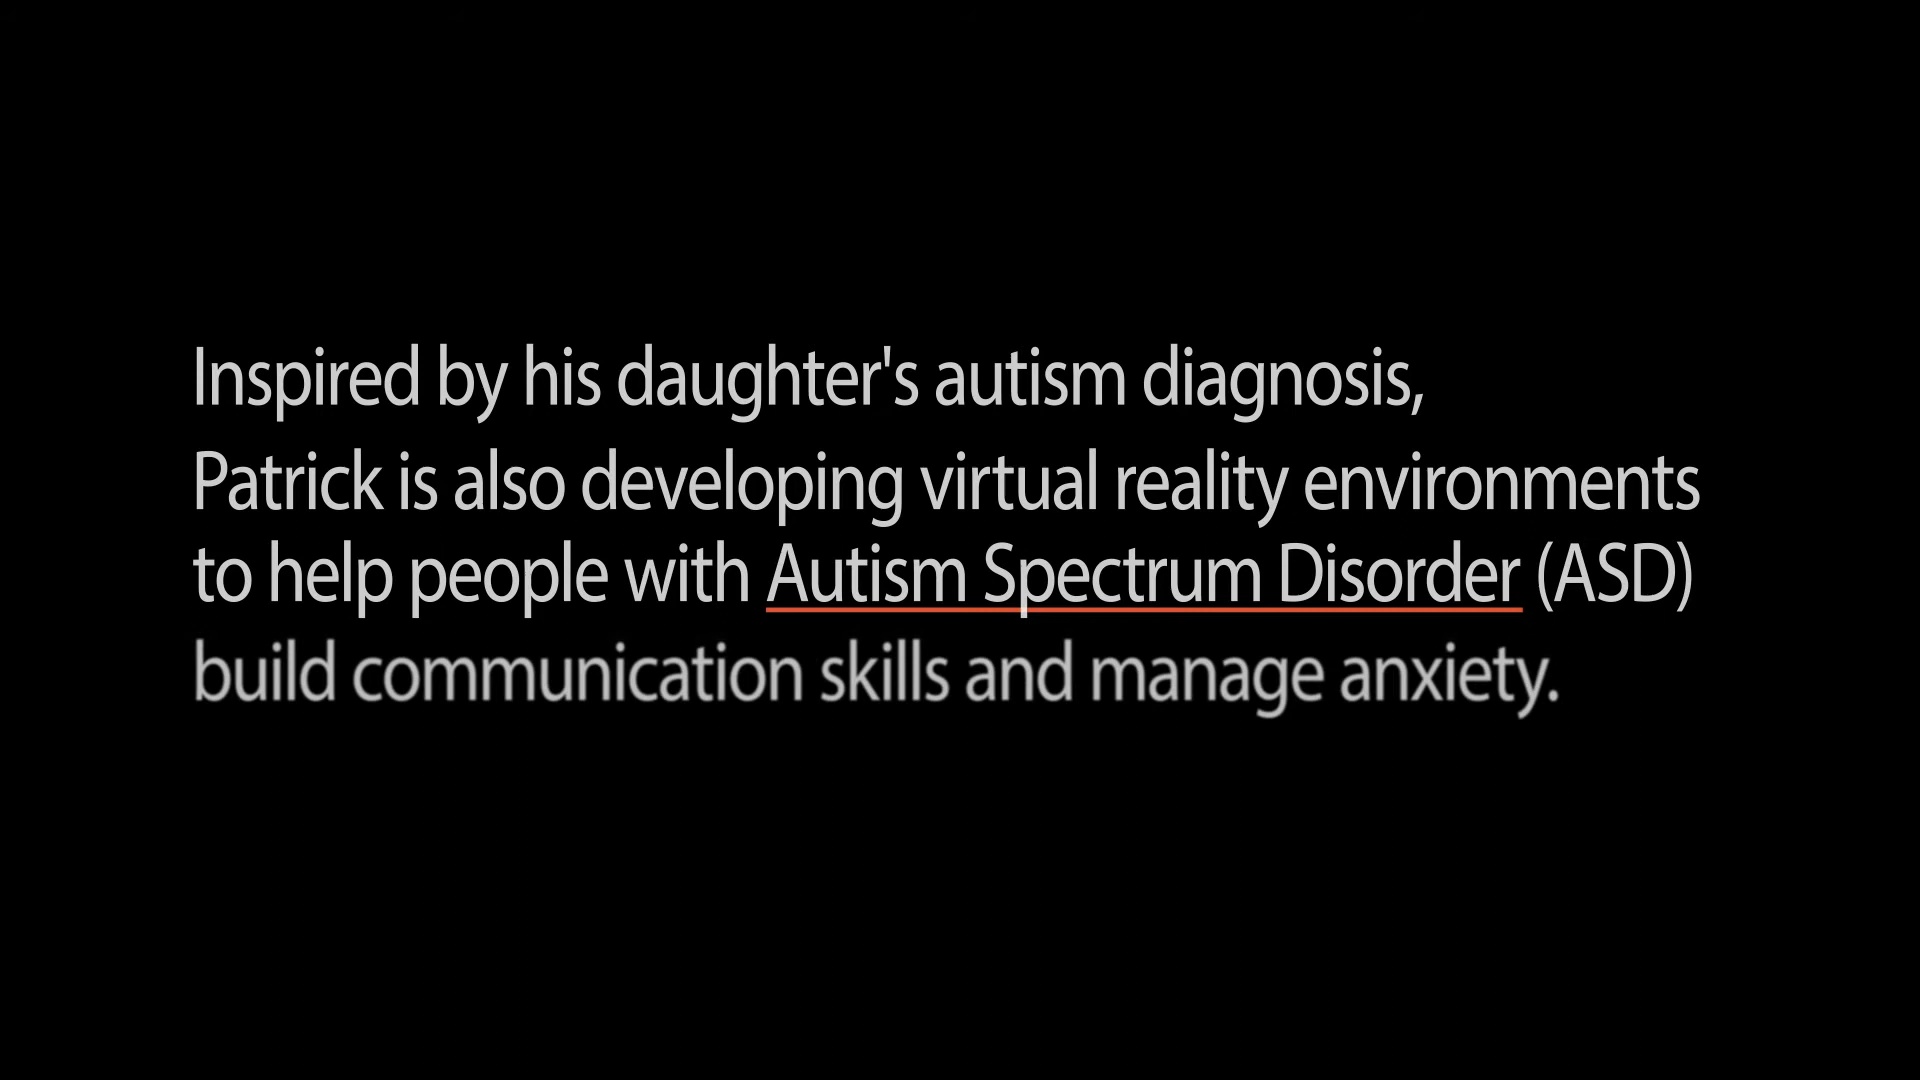 Inspired by his daughter's autism diagnosis,
Patrick is also developing virtual reality environments
to help people with Autism Spectrum Disorder (ASD)
build communication skills and manage anxiety.